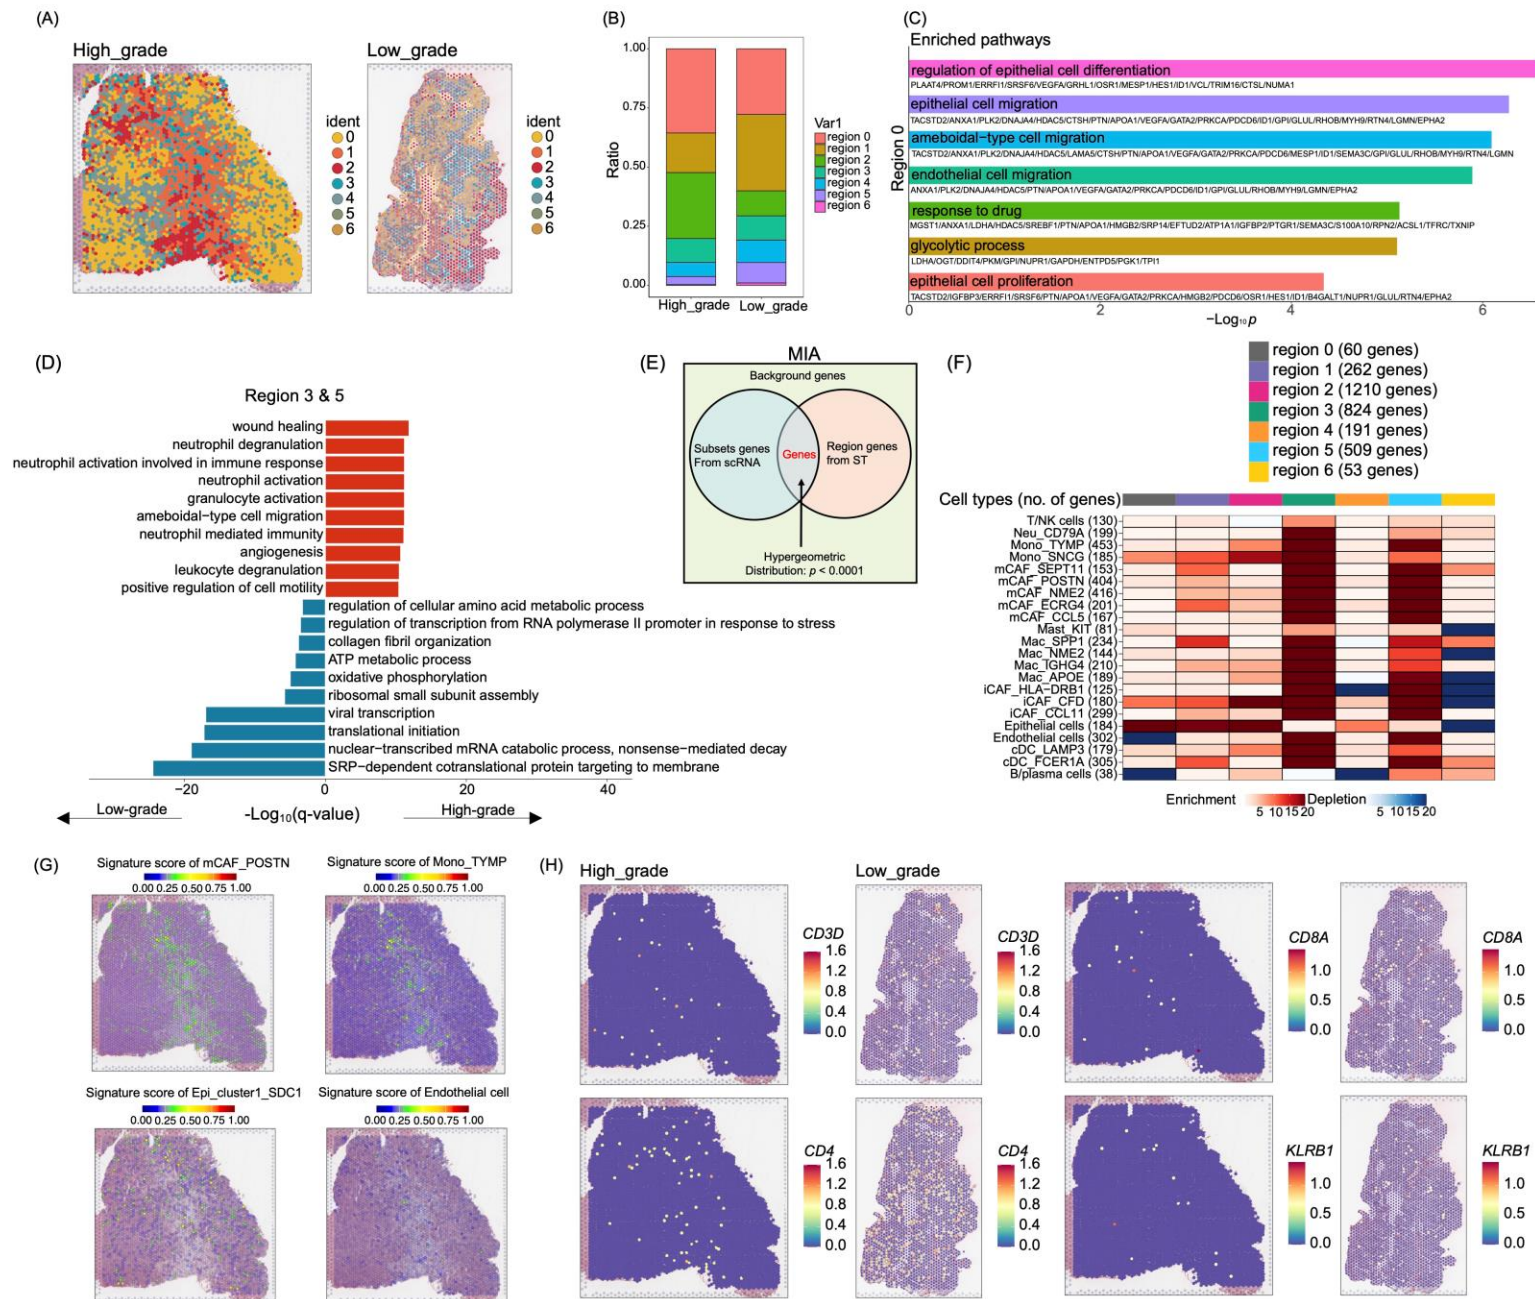 (A)
High_grade
Low_grade
ident
0
1
2
3
4
5
6
ident
0
1
2
3
4
5
6
(B)
1.00
0.75
0.50
0.25
0.00
Ratio
High_grade
Low_grade
Var1
region 0
region 1
region 2
region 3
region 4
region 5
region 6
(C)
Enriched pathways
Region 0
regulation of epithelial cell differentiation
PLAAT4/PROM1/ERRFI1/SRSF6/VEGFA/GRHL1/OSR1/MESP1/HES1/ID1/VCL/TRIM16/CTSL/NUMA1
epithelial cell migration
TACSTD2/ANXA1/PLK2/DNAJA4/HDAC5/CTSH/PTN/APOA1/VEGFA/GATA2/PRKCA/PDCD6/ID1/GPI/GLUL/RHOB/MYH9/RTN4/LGMN/EPHA2
ameboidal−type cell migration
TACSTD2/ANXA1/PLK2/DNAJA4/HDAC5/LAMA5/CTSH/PTN/APOA1/VEGFA/GATA2/PRKCA/PDCD6/MESP1/ID1/SEMA3C/GPI/GLUL/RHOB/MYH9/RTN4/LGMN
endothelial cell migration
ANXA1/PLK2/DNAJA4/HDAC5/PTN/APOA1/VEGFA/GATA2/PRKCA/PDCD6/ID1/GPI/GLUL/RHOB/MYH9/LGMN/EPHA2
response to drug
MGST1/ANXA1/LDHA/HDAC5/SREBF1/PTN/APOA1/HMGB2/SRP14/EFTUD2/ATP1A1/IGFBP2/PTGR1/SEMA3C/S100A10/RPN2/ACSL1/TFRC/TXNIP
glycolytic process
LDHA/OGT/DDIT4/PKM/GPI/NUPR1/GAPDH/ENTPD5/PGK1/TPI1
epithelial cell proliferation
TACSTD2/IGFBP3/ERRFI1/SRSF6/PTN/APOA1/VEGFA/GATA2/PRKCA/HMGB2/PDCD6/OSR1/HES1/ID1/B4GALT1/NUPR1/GLUL/RTN4/EPHA2
0
2
4
6
−Log₁₀ p
(D)
Region 3 & 5
wound healing
neutrophil degranulation
neutrophil activation involved in immune response
neutrophil activation
granulocyte activation
ameboidal−type cell migration
neutrophil mediated immunity
angiogenesis
leukocyte degranulation
positive regulation of cell motility
regulation of cellular amino acid metabolic process
regulation of transcription from RNA polymerase II promoter in response to stress
collagen fibril organization
ATP metabolic process
oxidative phosphorylation
ribosomal small subunit assembly
viral transcription
translational initiation
nuclear-transcribed mRNA catabolic process, nonsense-mediated decay
SRP-dependent cotranslational protein targeting to membrane
−20
0
20
40
Low-grade
-Log₁₀(q-value)
High-grade
(E)
MIA
Background genes
Subsets genes
From scRNA
Genes
Region genes
from ST
Hypergeometric
Distribution: p < 0.0001
(F)
region 0 (60 genes)
region 1 (262 genes)
region 2 (1210 genes)
region 3 (824 genes)
region 4 (191 genes)
region 5 (509 genes)
region 6 (53 genes)
Cell types (no. of genes)
T/NK cells (130)
Neu_CD79A (199)
Mono_TYMP (453)
Mono_SNCG (185)
mCAF_SEPT11 (153)
mCAF_POSTN (404)
mCAF_NME2 (416)
mCAF_ECRG4 (201)
mCAF_CCL5 (167)
Mast_KIT (81)
Mac_SPP1 (234)
Mac_NME2 (144)
Mac_IGHG4 (210)
Mac_APOE (189)
iCAF_HLA−DRB1 (125)
iCAF_CFD (180)
iCAF_CCL11 (299)
Epithelial cells (184)
Endothelial cells (302)
cDC_LAMP3 (179)
cDC_FCER1A (305)
B/plasma cells (38)
Enrichment
5 10 15 20
Depletion
5 10 15 20
(G)
Signature score of mCAF_POSTN
0.00 0.25 0.50 0.75 1.00
Signature score of Mono_TYMP
0.00 0.25 0.50 0.75 1.00
Signature score of Epi_cluster1_SDC1
0.00 0.25 0.50 0.75 1.00
Signature score of Endothelial cell
0.00 0.25 0.50 0.75 1.00
(H)
High_grade
Low_grade
CD3D
1.6
1.2
0.8
0.4
0.0
CD3D
1.6
1.2
0.8
0.4
0.0
CD8A
1.0
0.5
0.0
CD8A
1.0
0.5
0.0
CD4
1.6
1.2
0.8
0.4
0.0
CD4
1.6
1.2
0.8
0.4
0.0
KLRB1
1.0
0.5
0.0
KLRB1
1.0
0.5
0.0